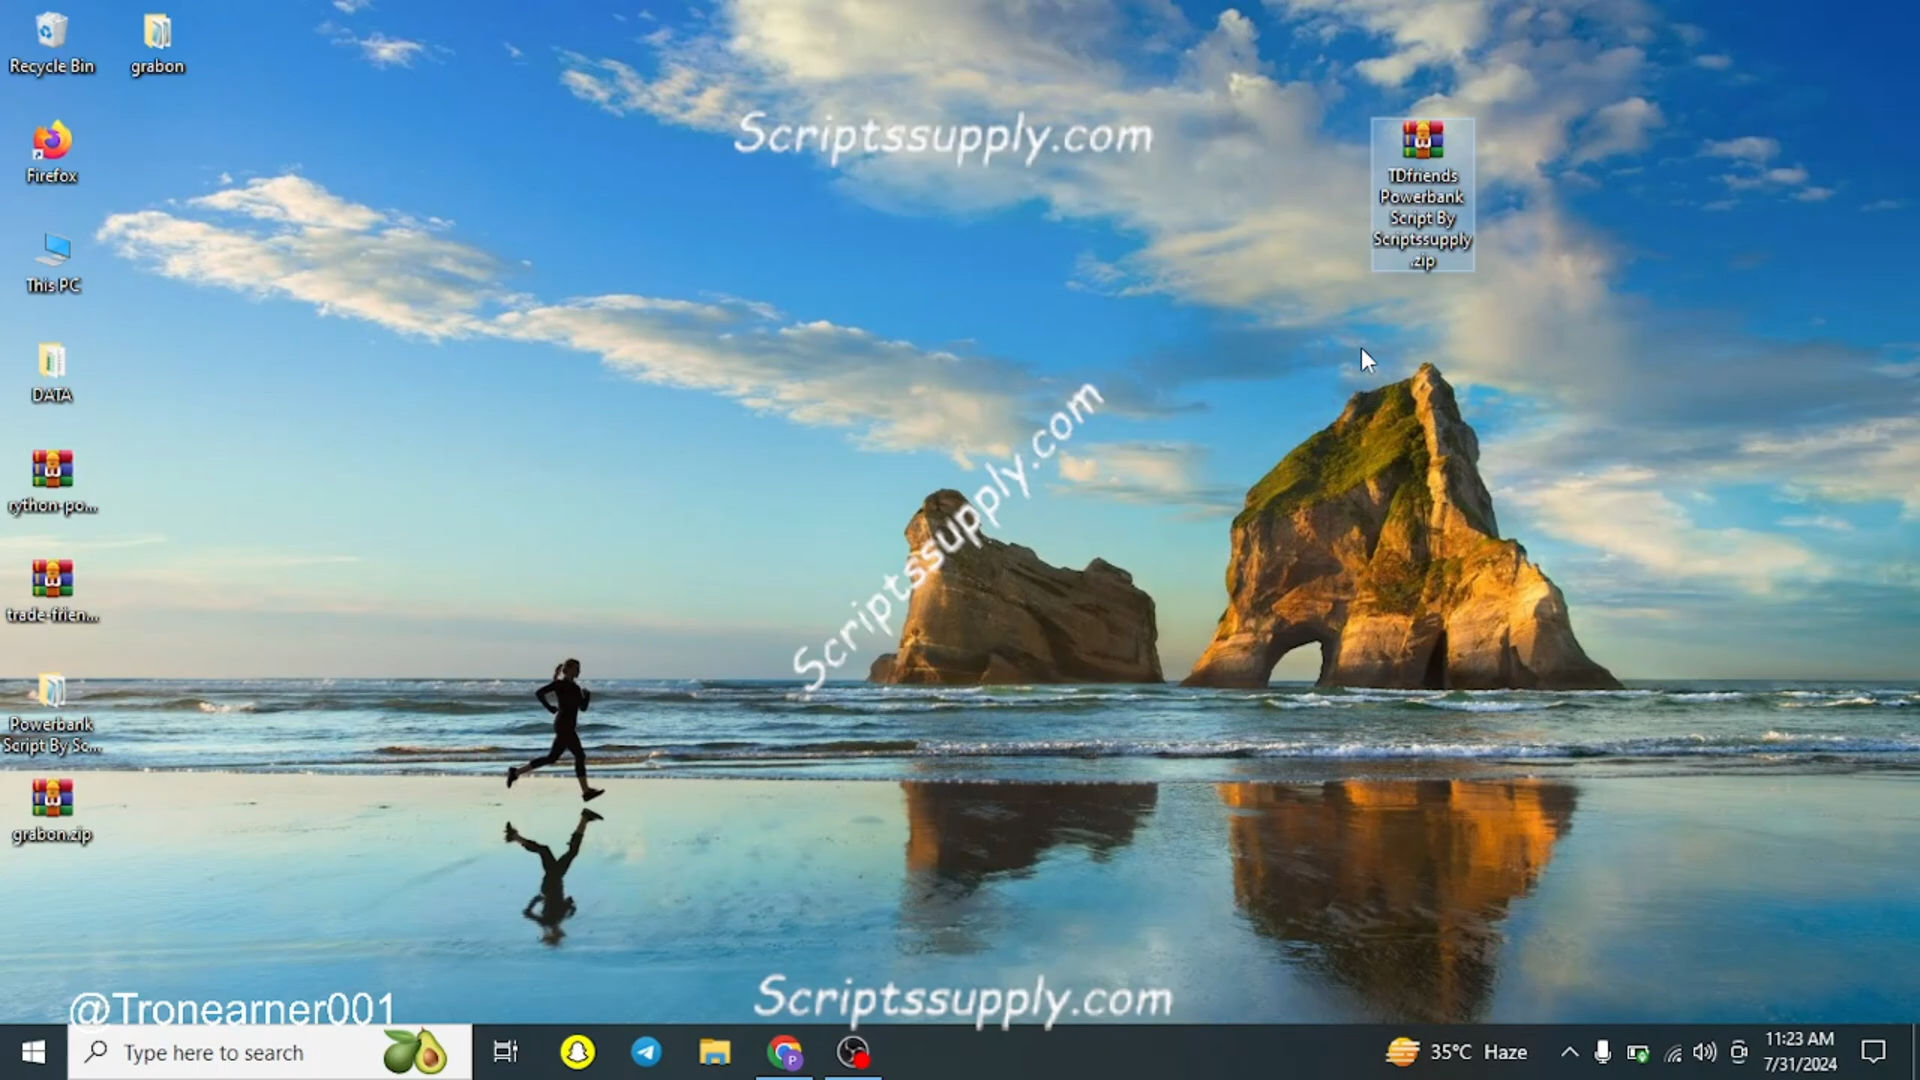 Recycle Bin
grabon
Firefox
This PC
DATA
rython-po...
trade-frien...
Powerbank
Script By Sc...
grabon.zip
Scriptssupply.com
TDfriends
Powerbank
Script By
Scriptssupply
.zip
Scriptssupply.com
Scriptssupply.com
@Tronearner001
Type here to search
P
35°C Haze
11:23 AM
7/31/2024